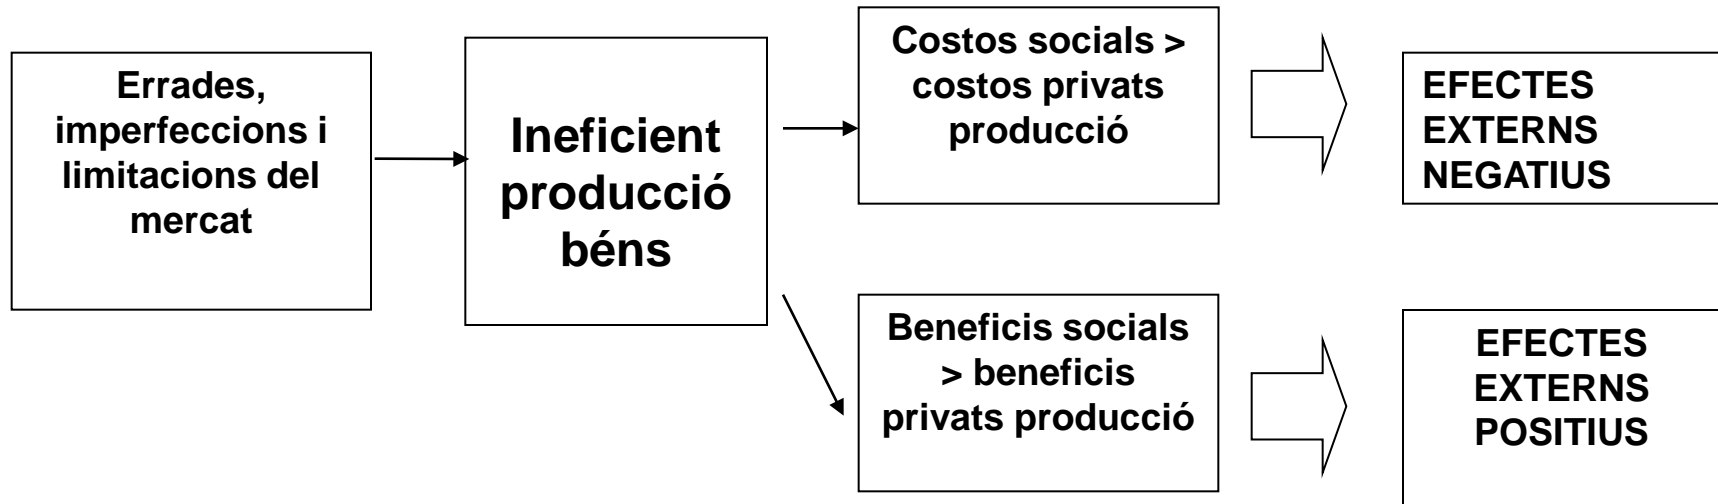 Errades,
imperfeccions i
limitacions del
mercat
Ineficient
producció
béns
Costos socials >
costos privats
producció
EFECTES
EXTERNS
NEGATIUS
Beneficis socials
> beneficis
privats producció
EFECTES
EXTERNS
POSITIUS